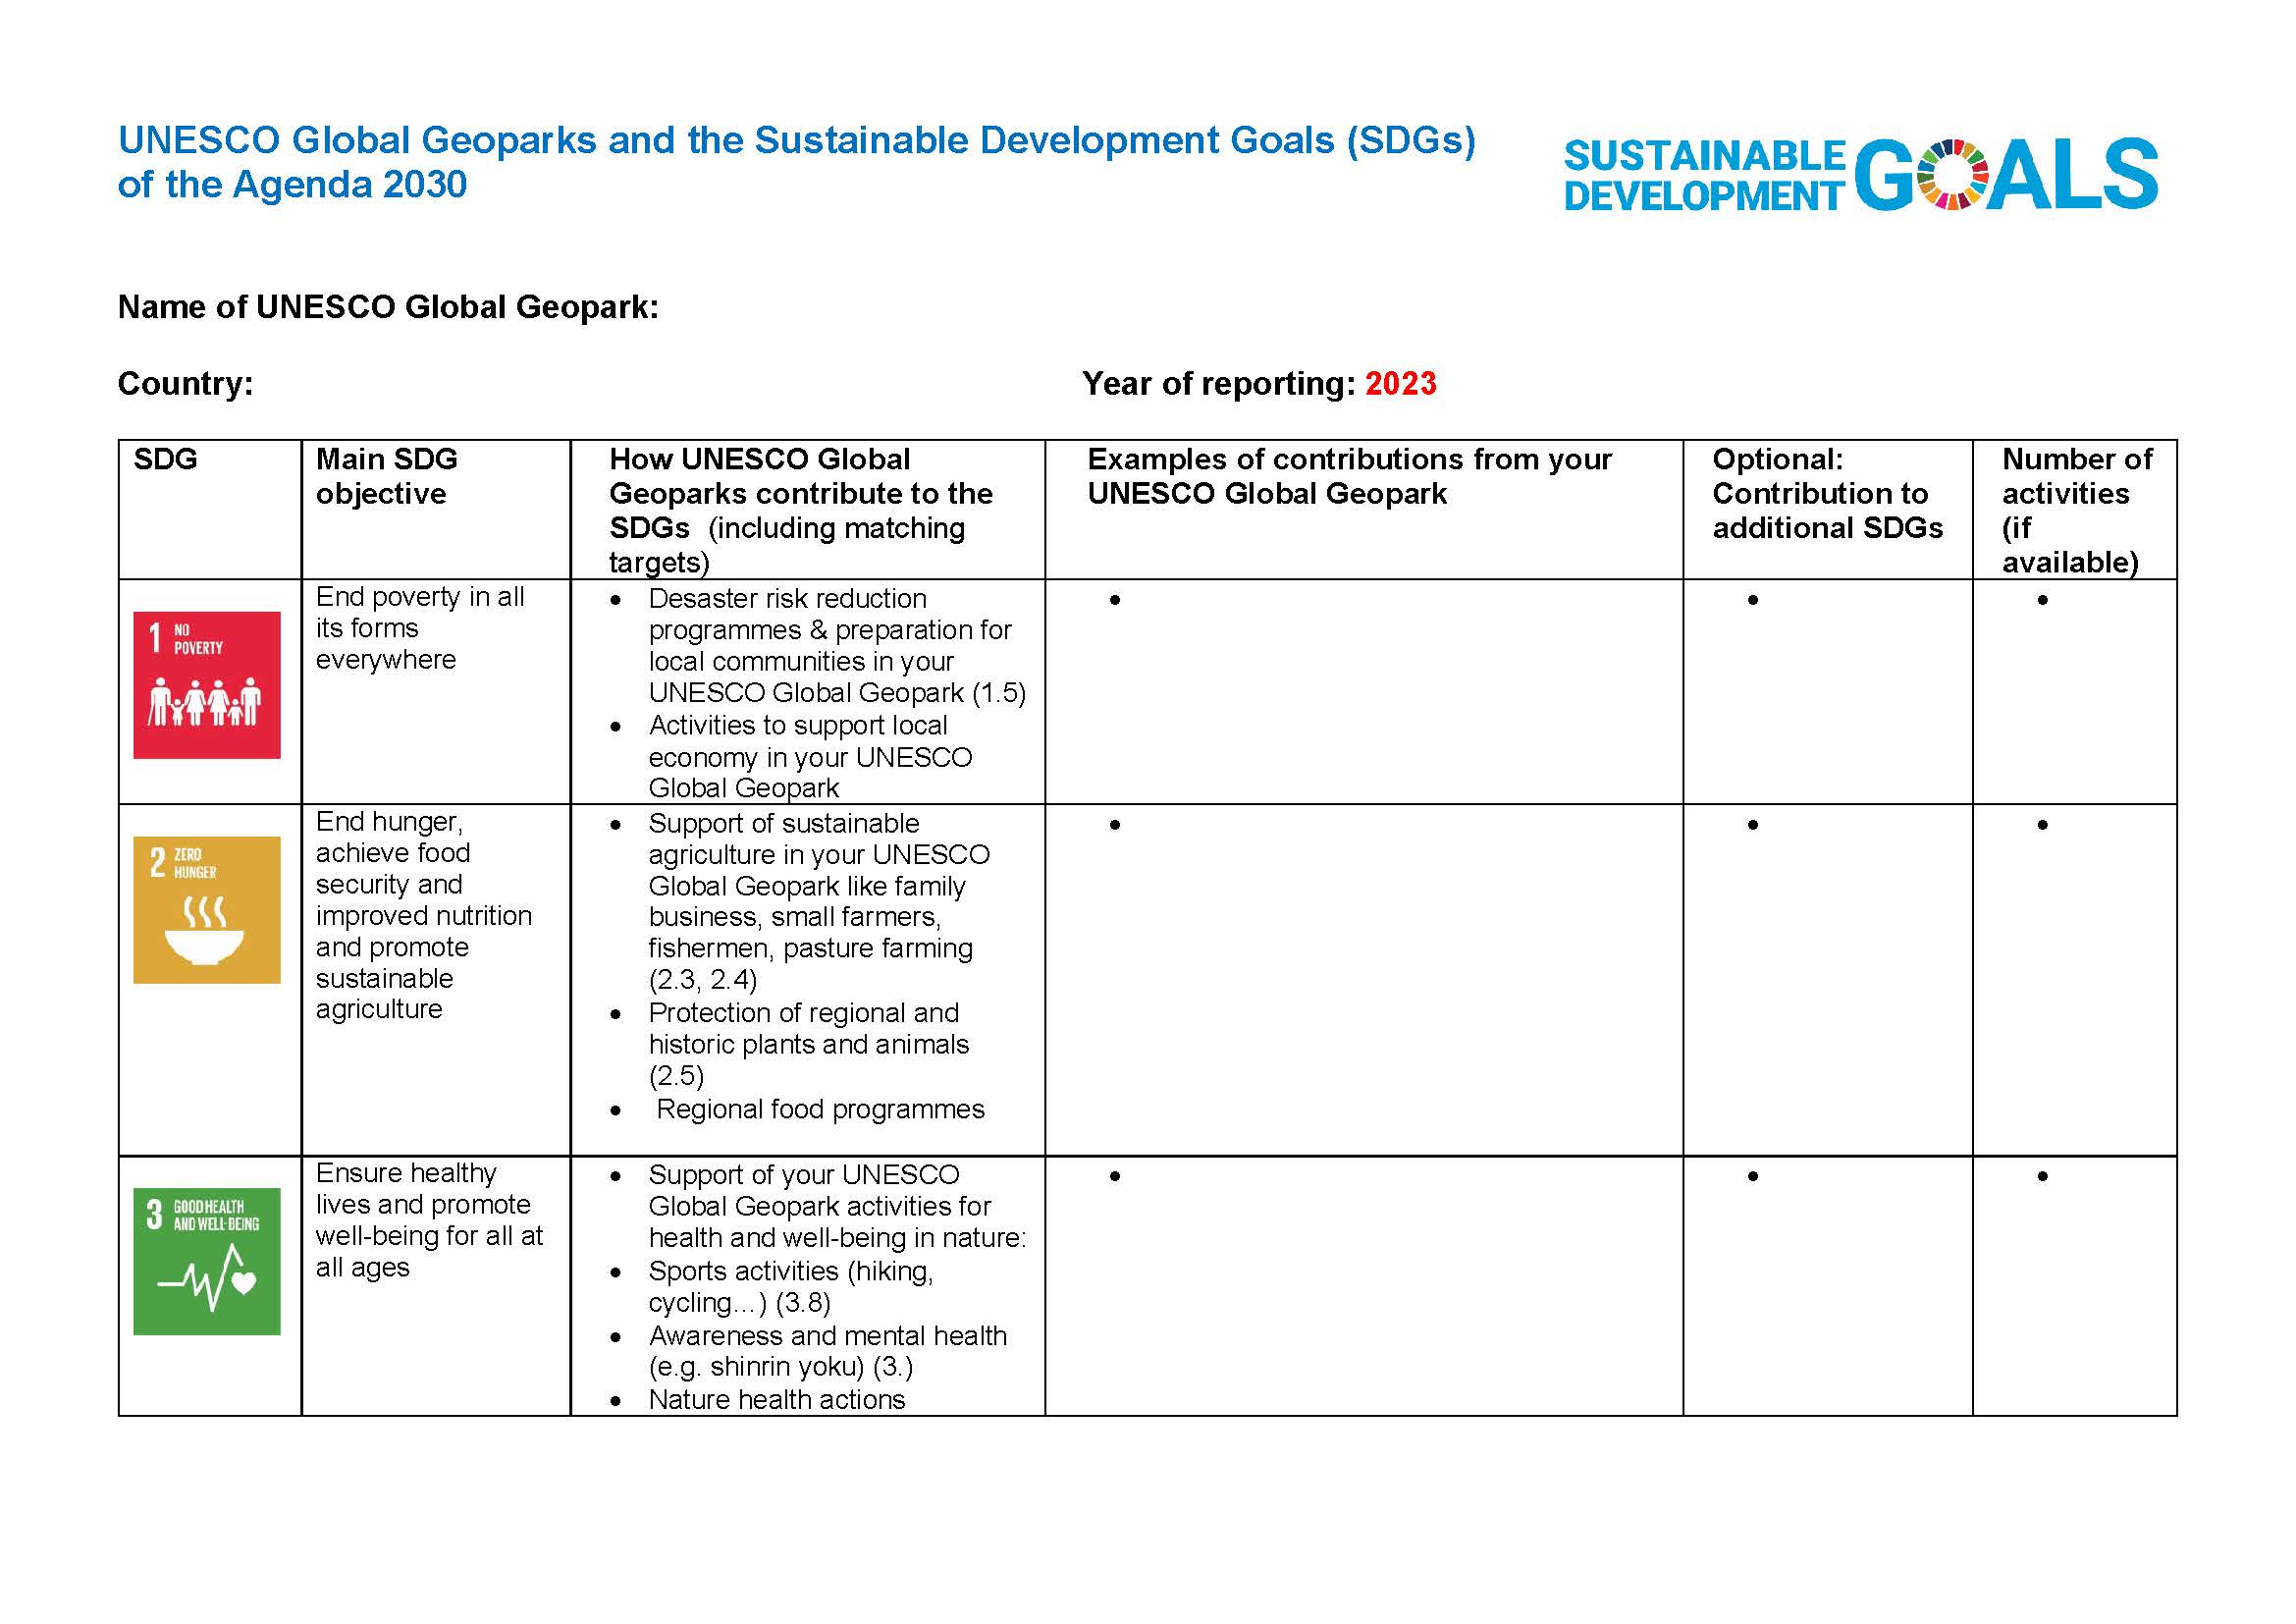 UNESCO Global Geoparks and the Sustainable Development Goals (SDGs)
of the Agenda 2030
SUSTAINABLE
DEVELOPMENT
GOALS
Name of UNESCO Global Geopark:
Country:
Year of reporting: 2023
SDG
Main SDG
objective
How UNESCO Global
Geoparks contribute to the
SDGs (including matching
targets)
Examples of contributions from your
UNESCO Global Geopark
Optional:
Contribution to
additional SDGs
Number of
activities
(if
available)
1 NO
POVERTY
End poverty in all
its forms
everywhere
• Desaster risk reduction
programmes & preparation for
local communities in your
UNESCO Global Geopark (1.5)
• Activities to support local
economy in your UNESCO
Global Geopark
•
•
•
2 ZERO
HUNGER
End hunger,
achieve food
security and
improved nutrition
and promote
sustainable
agriculture
• Support of sustainable
agriculture in your UNESCO
Global Geopark like family
business, small farmers,
fishermen, pasture farming
(2.3, 2.4)
• Protection of regional and
historic plants and animals
(2.5)
• Regional food programmes
•
•
•
3 GOOD HEALTH
AND WELL-BEING
Ensure healthy
lives and promote
well-being for all at
all ages
• Support of your UNESCO
Global Geopark activities for
health and well-being in nature:
• Sports activities (hiking,
cycling...) (3.8)
• Awareness and mental health
(e.g. shinrin yoku) (3.)
• Nature health actions
•
•
•